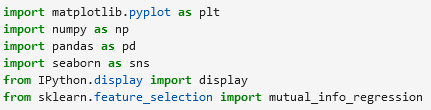 import matplotlib.pyplot as plt
import numpy as np
import pandas as pd
import seaborn as sns
from IPython.display import display
from sklearn.feature_selection import mutual_info_regression